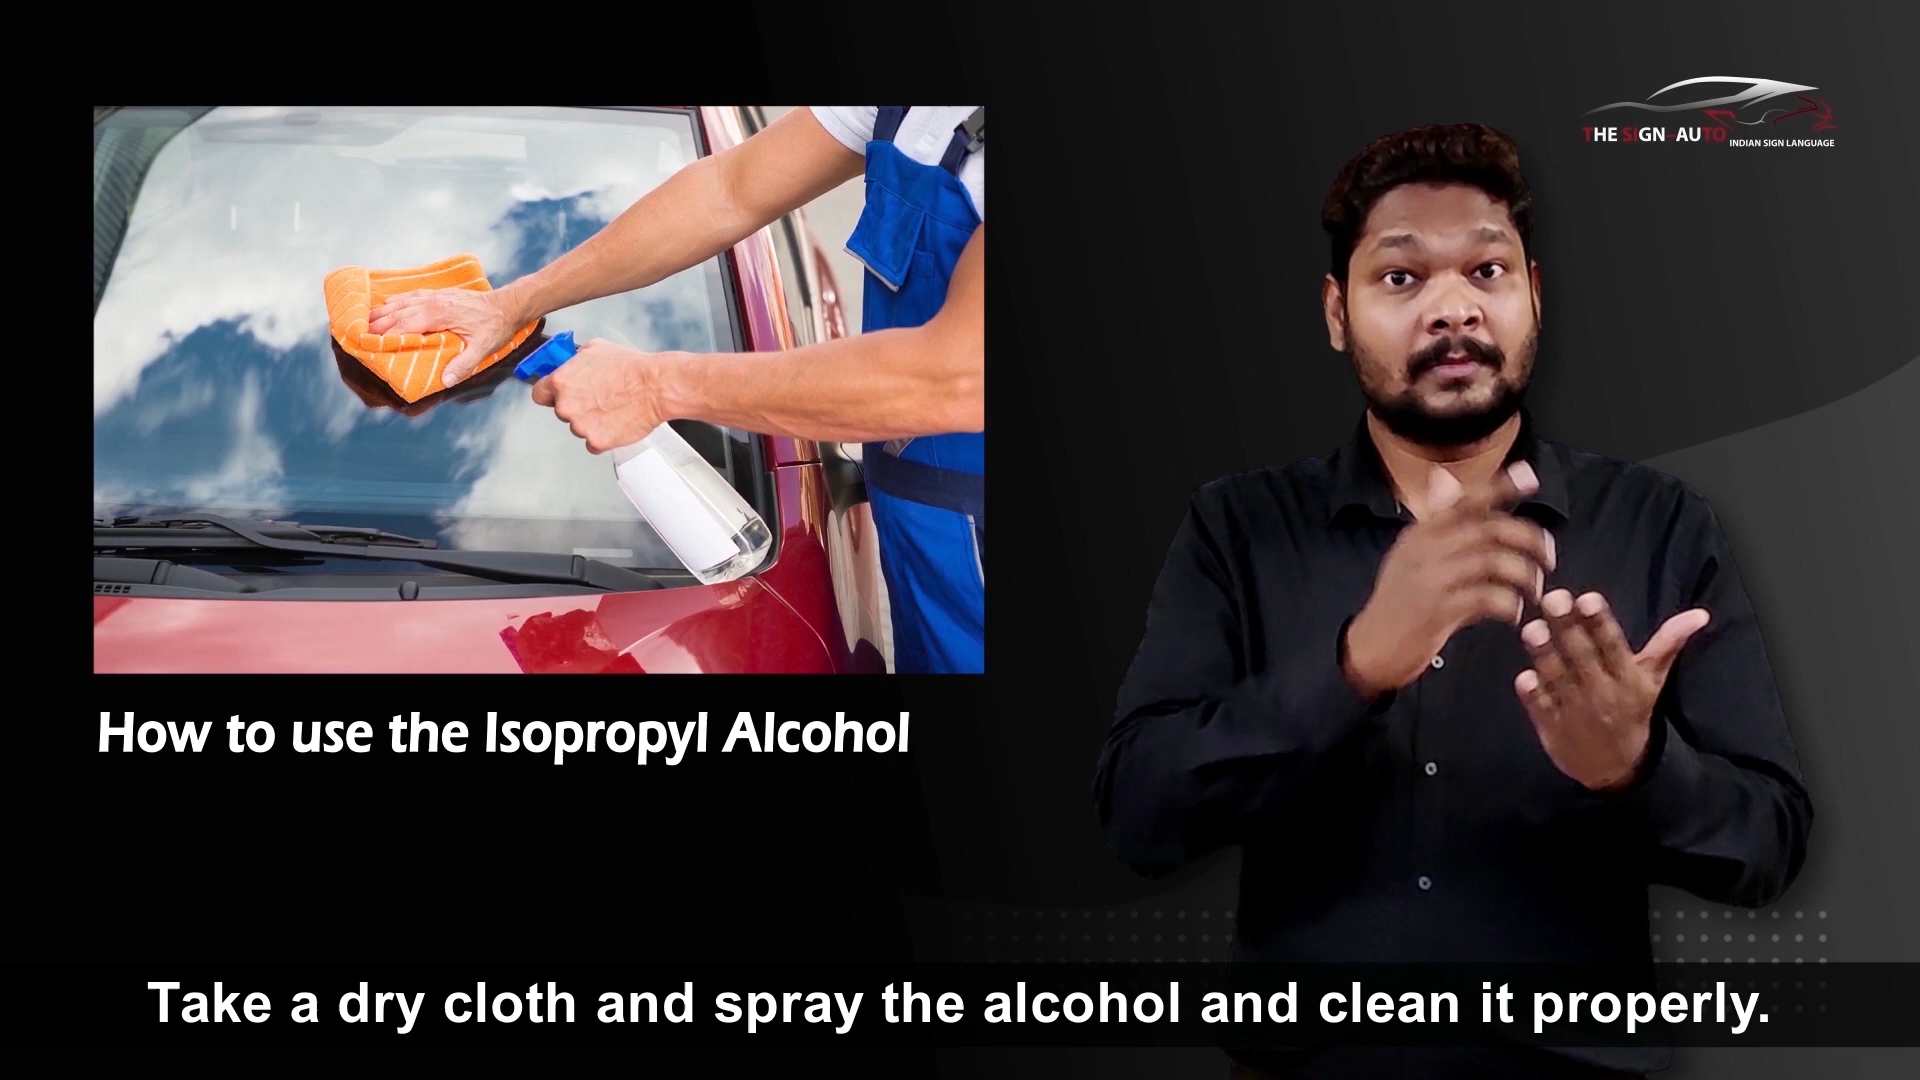 THE SIGN-AUTO INDIAN SIGN LANGUAGE
How to use the Isopropyl Alcohol
Take a dry cloth and spray the alcohol and clean it properly.